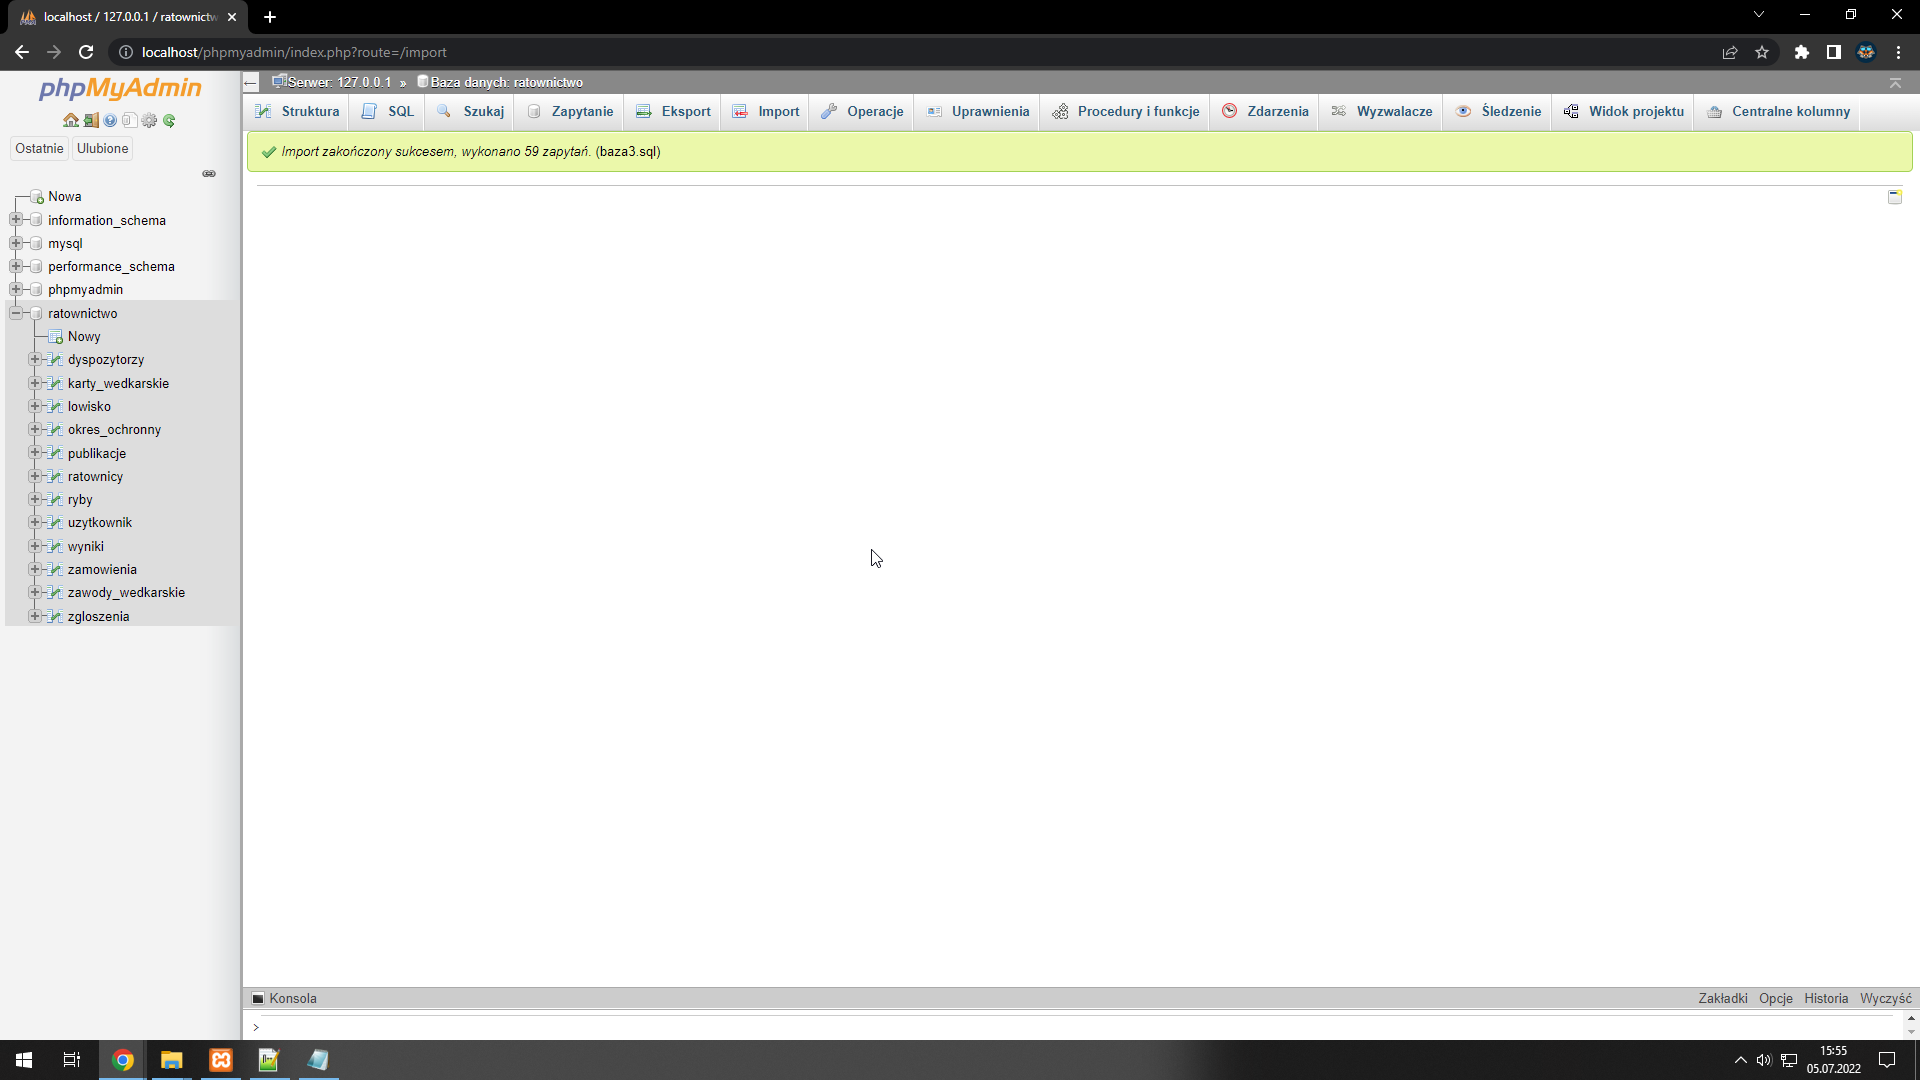 localhost / 127.0.0.1 / ratownictw
localhost/phpmyadmin/index.php?route=/import
phpMyAdmin
Ostatnie
Ulubione
Nowa
information_schema
mysql
performance_schema
phpmyadmin
ratownictwo
Nowy
dyspozytorzy
karty_wedkarskie
lowisko
okres_ochronny
publikacje
ratownicy
ryby
uzytkownik
wyniki
zamowienia
zawody_wedkarskie
zgloszenia
Serwer: 127.0.0.1 » Baza danych: ratownictwo
Struktura SQL Szukaj Zapytanie Eksport Import Operacje Uprawnienia Procedury i funkcje Zdarzenia Wyzwalacze Śledzenie Widok projektu Centralne kolumny
Import zakończony sukcesem, wykonano 59 zapytań. (baza3.sql)
Konsola
Zakładki Opcje Historia Wyczyść
>
15:55
05.07.2022